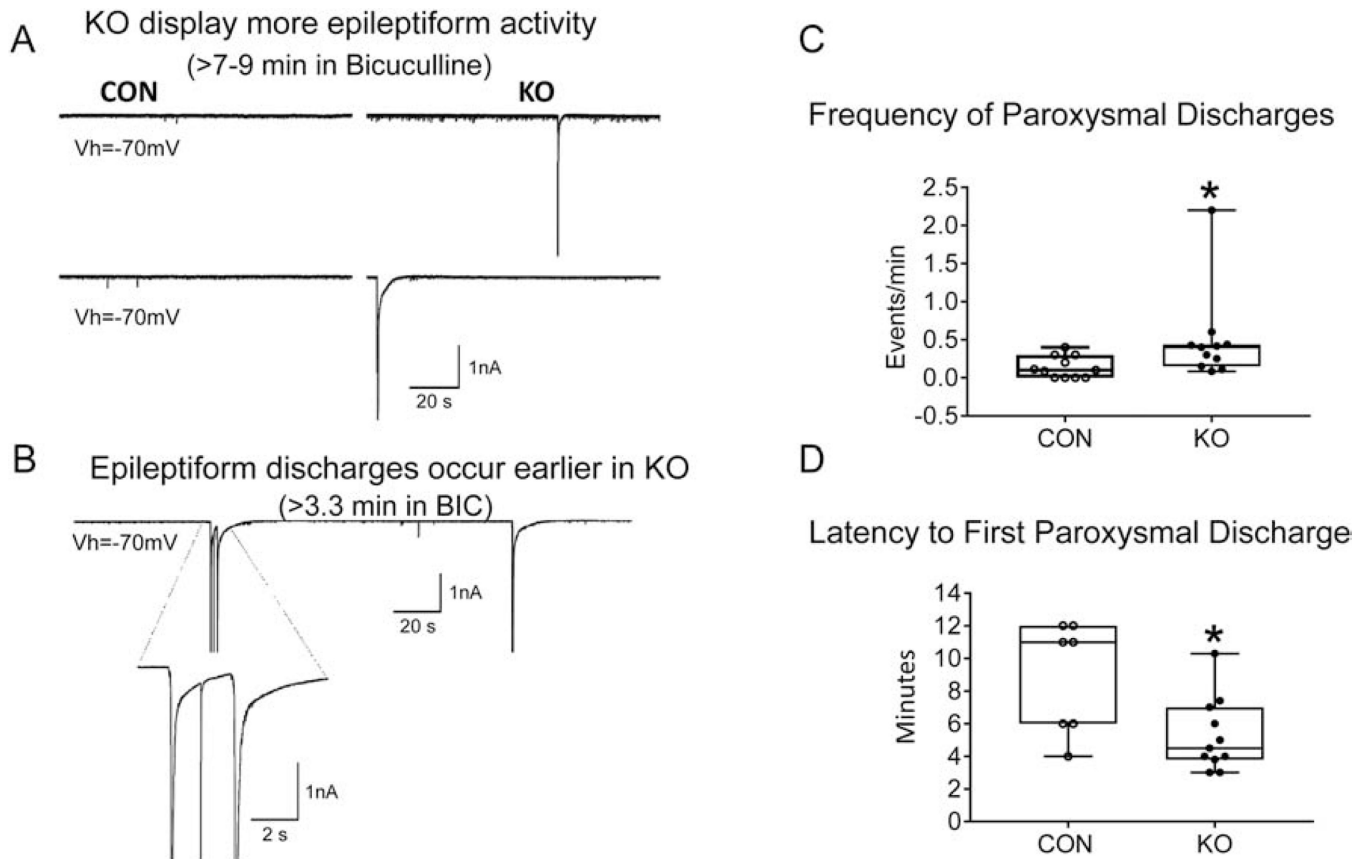 A
KO display more epileptiform activity
(>7-9 min in Bicuculline)
CON
KO
Vh=-70mV
Vh=-70mV
1nA
20 s
B
Epileptiform discharges occur earlier in KO
(>3.3 min in BIC)
Vh=-70mV
1nA
20 s
1nA
2 s
C
Frequency of Paroxysmal Discharges
*
2.5
2.0
1.5
1.0
0.5
0.0
-0.5
Events/min
CON
KO
D
Latency to First Paroxysmal Discharge
*
14
12
10
8
6
4
2
0
Minutes
CON
KO